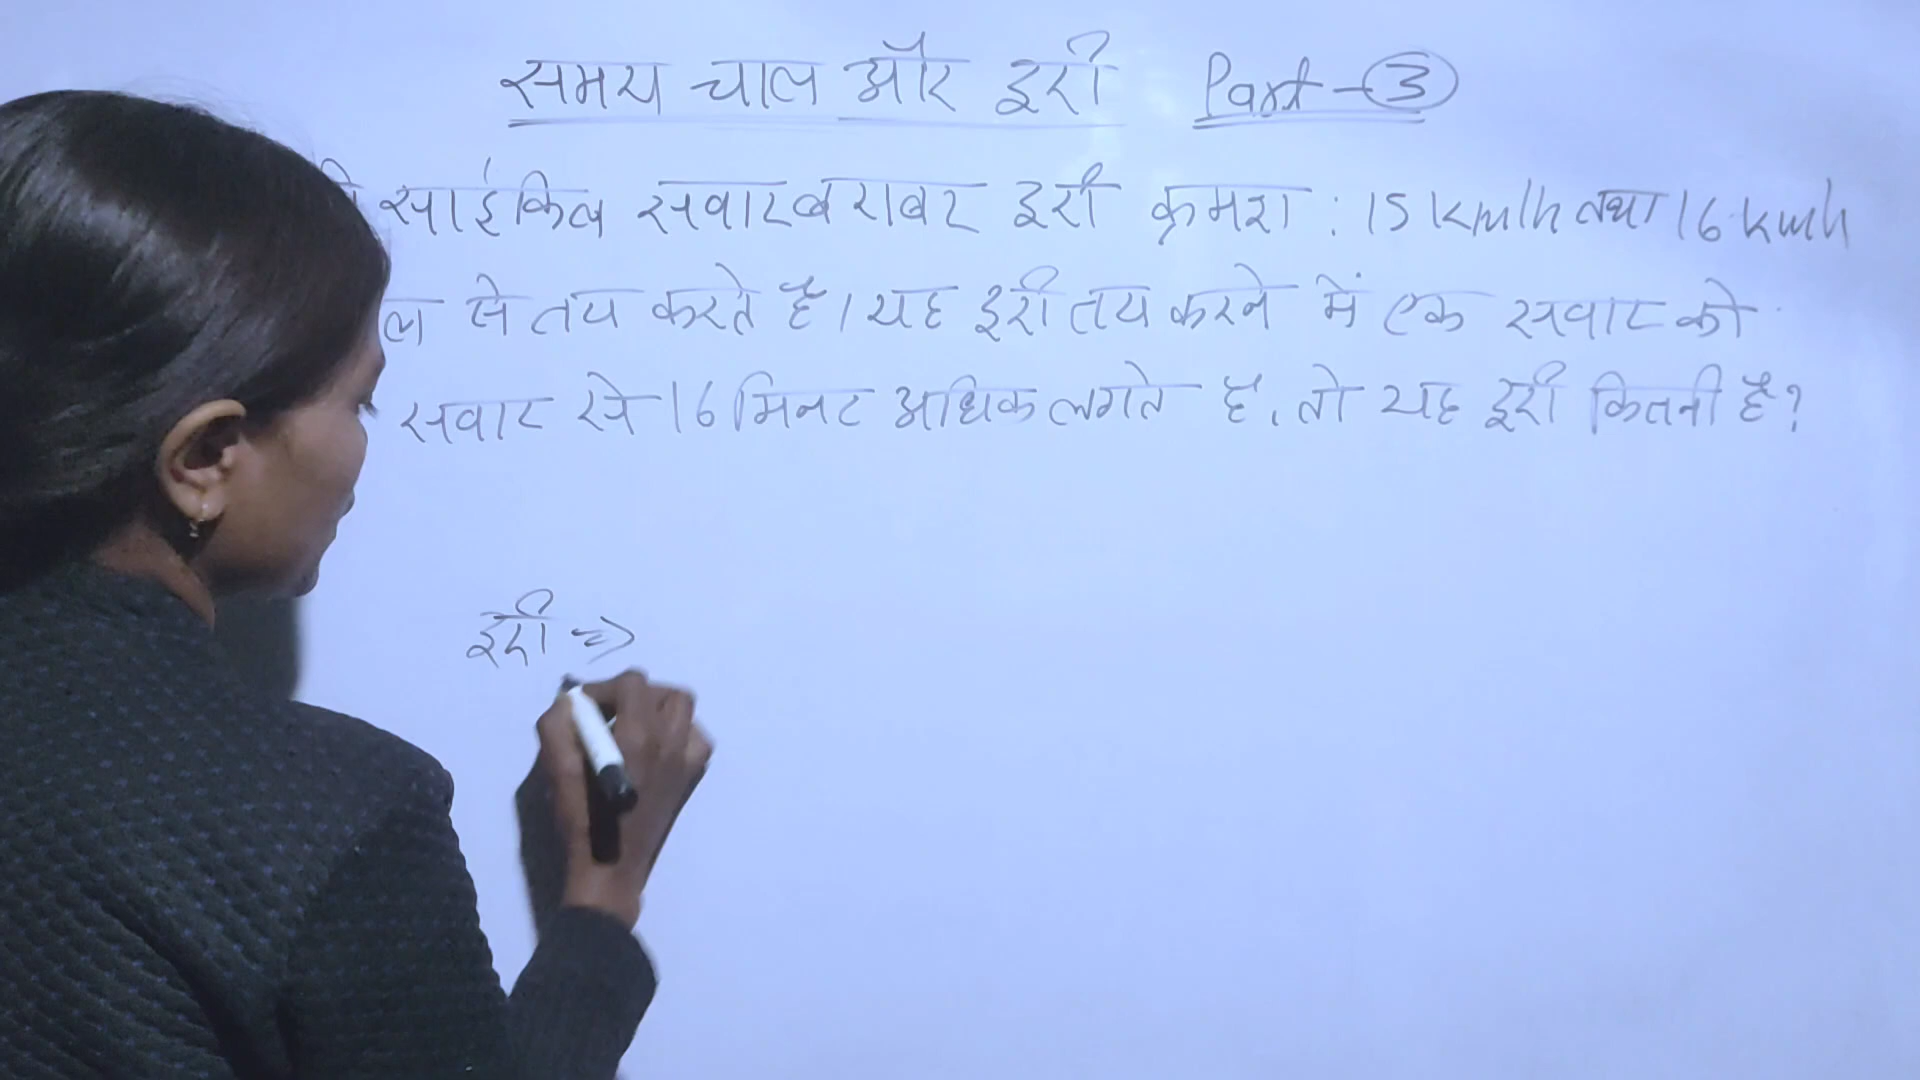 समय चाल और दूरी Part-3
साइकिल सवार बराबर दूरी क्रमश: 15 km/h तथा 16 km/h
से तय करते है। यह दूरी तय करने में एक सवार को
सवार से 16 मिनट अधिक लगते है, तो यह दूरी कितनी है?
दूरी ⇒